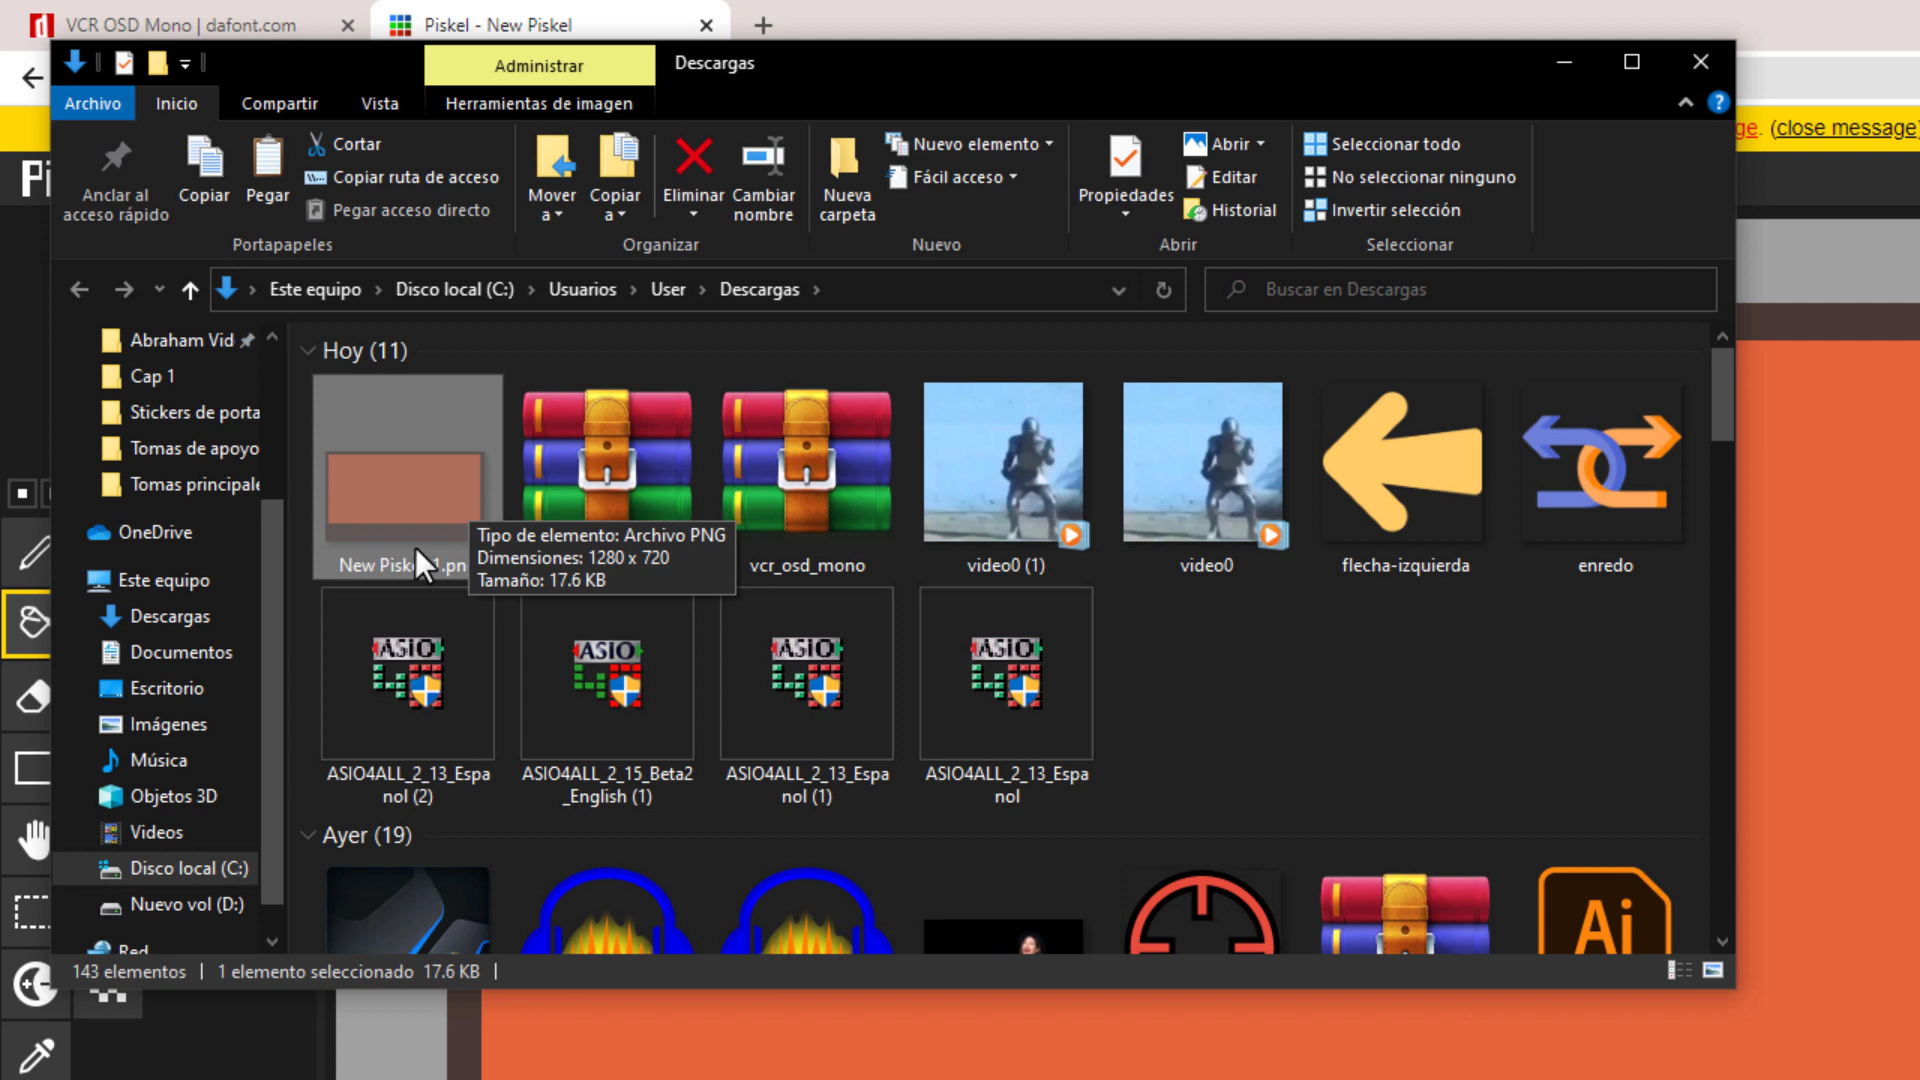 VCR OSD Mono | dafont.com
Piskel - New Piskel
Administrar
Descargas
Archivo
Inicio
Compartir
Vista
Herramientas de imagen
ge. (close message)
Pi
Anclar al
acceso rápido
Copiar
Pegar
Cortar
Copiar ruta de acceso
Pegar acceso directo
Portapapeles
Mover
a
Copiar
a
Eliminar
Cambiar
nombre
Organizar
Nueva
carpeta
Nuevo elemento
Fácil acceso
Nuevo
Propiedades
Abrir
Editar
Historial
Abrir
Seleccionar todo
No seleccionar ninguno
Invertir selección
Seleccionar
Este equipo > Disco local (C:) > Usuarios > User > Descargas >
Buscar en Descargas
Abraham Vid
Cap 1
Stickers de porta
Tomas de apoyo
Tomas principale
OneDrive
Este equipo
Descargas
Documentos
Escritorio
Imágenes
Música
Objetos 3D
Videos
Disco local (C:)
Nuevo vol (D:)
Red
Hoy (11)
New Piske 1.pn
Tipo de elemento: Archivo PNG
Dimensiones: 1280 x 720
Tamaño: 17.6 KB
vcr_osd_mono
video0 (1)
video0
flecha-izquierda
enredo
ASIO
ASIO
ASIO
ASIO
ASIO4ALL_2_13_Espa
nol (2)
ASIO4ALL_2_15_Beta2
_English (1)
ASIO4ALL_2_13_Espa
nol (1)
ASIO4ALL_2_13_Espa
nol
Ayer (19)
Ai
143 elementos | 1 elemento seleccionado 17.6 KB |